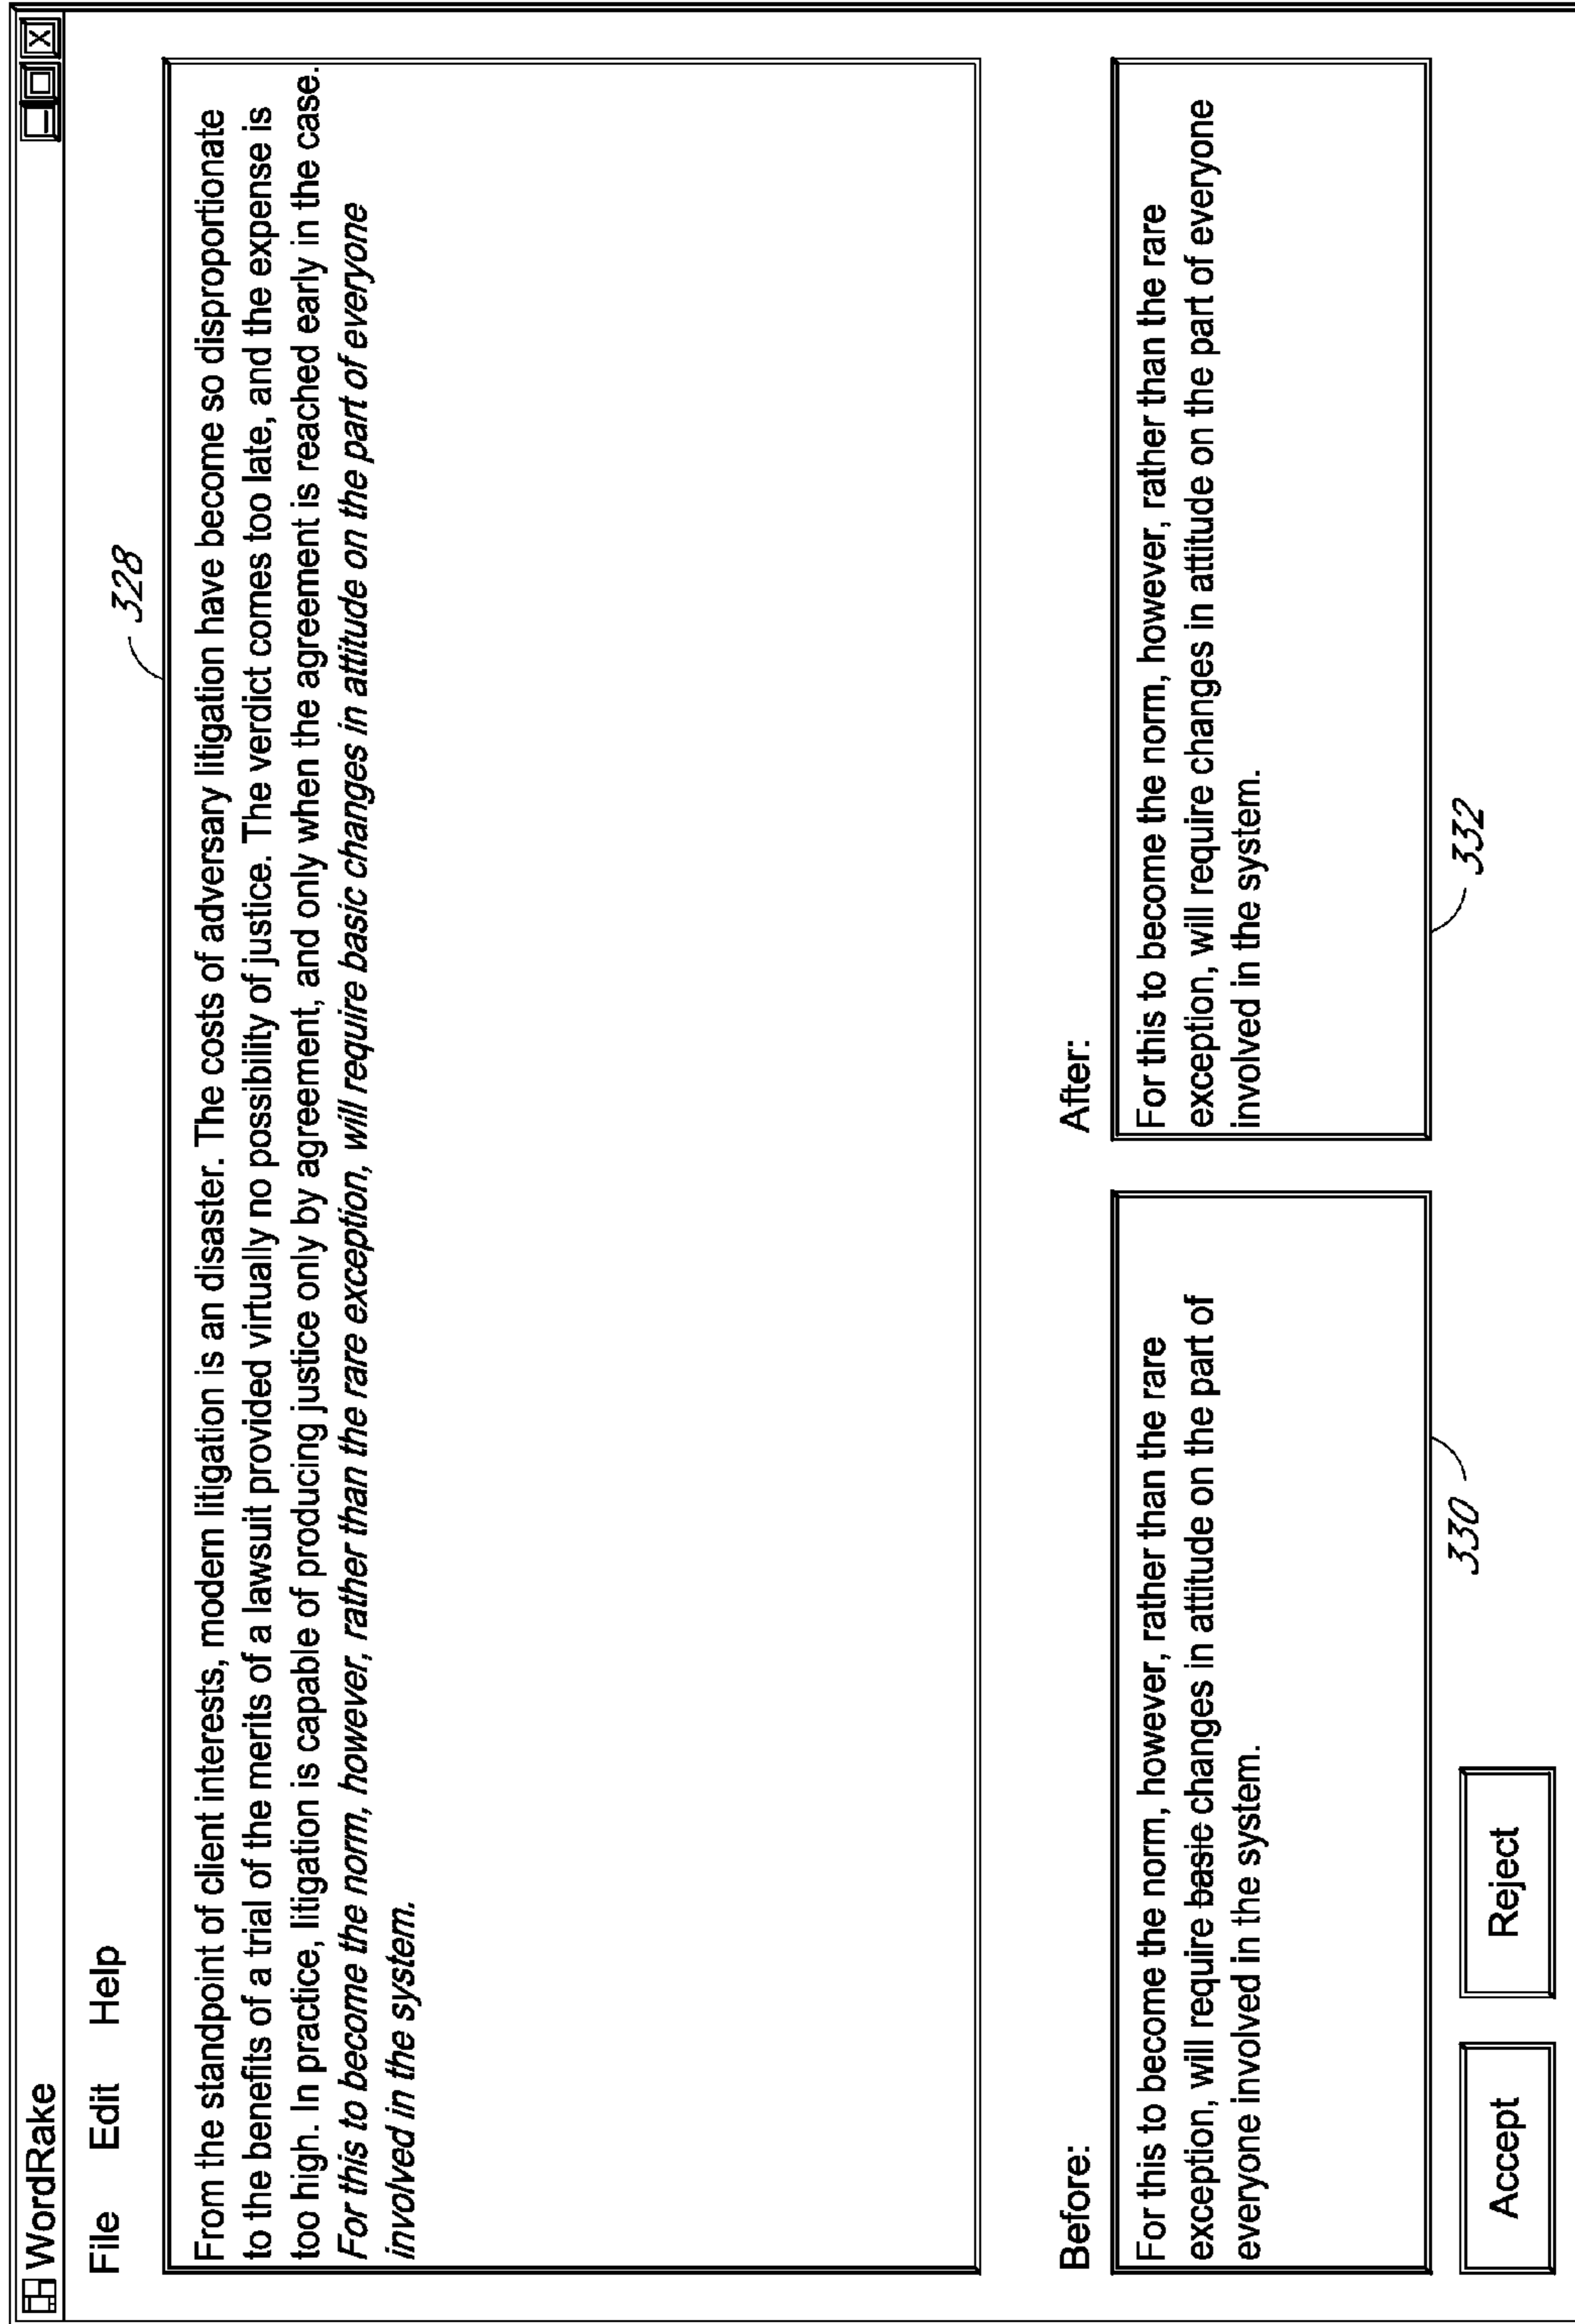 WordRake
File Edit Help
328
From the standpoint of client interests, modern litigation is an disaster. The costs of adversary litigation have become so disproportionate
to the benefits of a trial of the merits of a lawsuit provided virtually no possibility of justice. The verdict comes too late, and the expense is
too high. In practice, litigation is capable of producing justice only by agreement, and only when the agreement is reached early in the case.
For this to become the norm, however, rather than the rare exception, will require basic changes in attitude on the part of everyone
involved in the system.
Before:
For this to become the norm, however, rather than the rare
exception, will require basic changes in attitude on the part of
everyone involved in the system.
330
After:
For this to become the norm, however, rather than the rare
exception, will require changes in attitude on the part of everyone
involved in the system.
332
Accept Reject